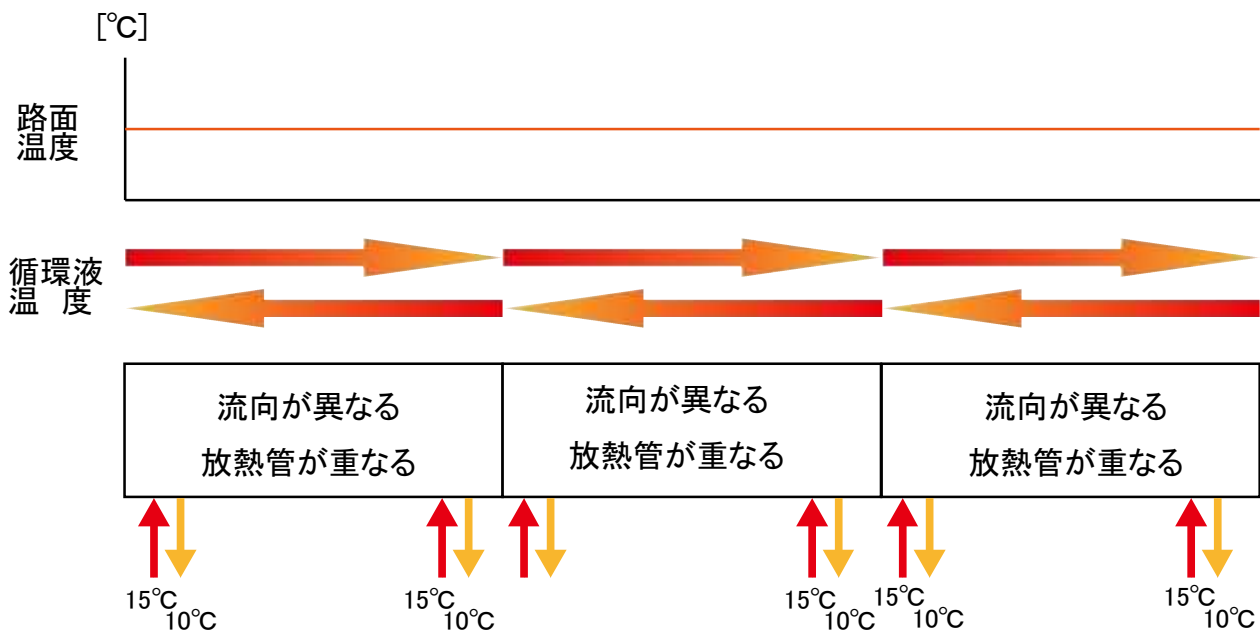 [℃]
路面
温度
循環液
温 度
流向が異なる
放熱管が重なる
流向が異なる
放熱管が重なる
流向が異なる
放熱管が重なる
15℃
10℃
15℃
10℃
15℃
10℃
15℃
10℃
15℃
10℃